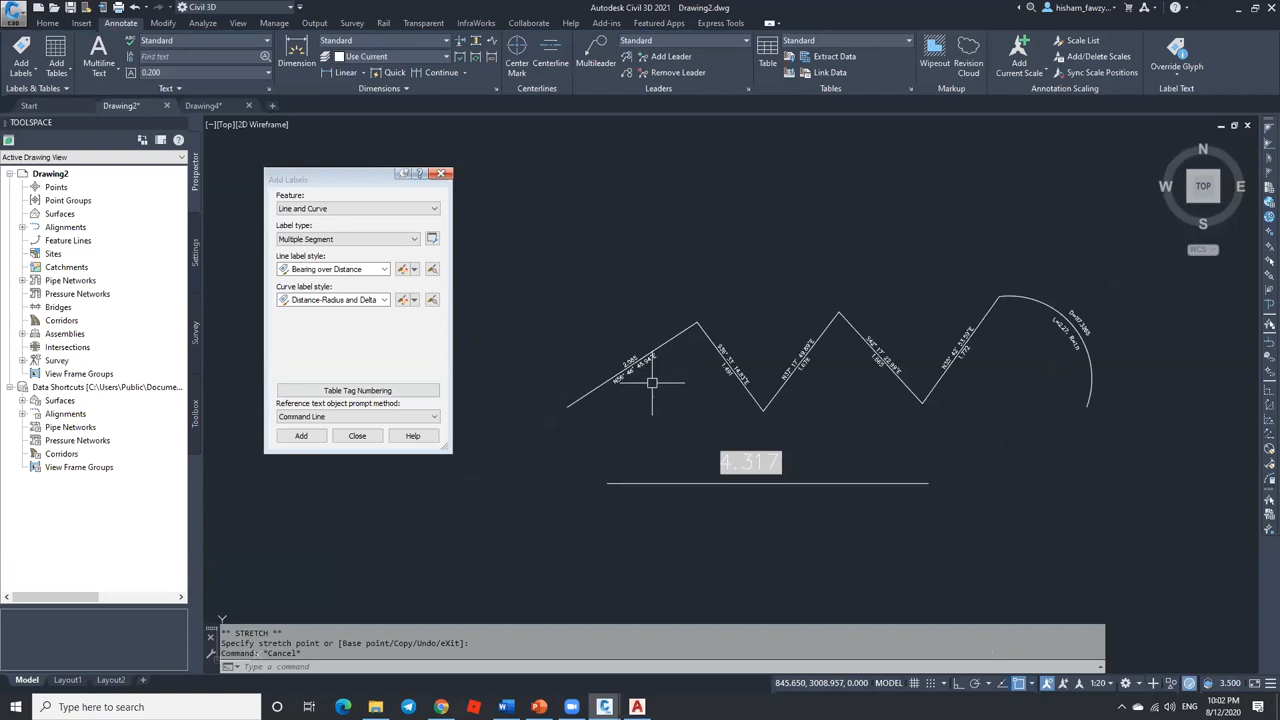 Civil 3D
Autodesk Civil 3D 2021 Drawing2.dwg
hisham_fawzy...
C3D
Home Insert Annotate Modify Analyze View Manage Output Survey Rail Transparent InfraWorks Collaborate Help Add-ins Featured Apps Express Tools
Add Labels
Add Tables
Labels & Tables
Multiline Text
Standard
Find text
0.200
Text
Dimension
Standard
Use Current
Linear Quick Continue
Dimensions
Center Mark
Centerline
Centerlines
Multileader
Standard
Add Leader
Remove Leader
Leaders
Table
Standard
Extract Data
Link Data
Tables
Wipeout
Revision Cloud
Markup
Add Current Scale
Scale List
Add/Delete Scales
Sync Scale Positions
Annotation Scaling
Override Glyph
Label Text
Start Drawing2* Drawing4*
TOOLSPACE
Active Drawing View
Drawing2
Points
Point Groups
Surfaces
Alignments
Feature Lines
Sites
Catchments
Pipe Networks
Pressure Networks
Bridges
Corridors
Assemblies
Intersections
Survey
View Frame Groups
Data Shortcuts [C:\Users\Public\Docume...
Surfaces
Alignments
Pipe Networks
Pressure Networks
Corridors
View Frame Groups
Prospector
Settings
Survey
Toolbox
[−][Top][2D Wireframe]
Add Labels
Feature:
Line and Curve
Label type:
Multiple Segment
Line label style:
Bearing over Distance
Curve label style:
Distance-Radius and Delta
Table Tag Numbering
Reference text object prompt method:
Command Line
Add Close Help
4.317
N
W TOP E
S
WCS
Y
** STRETCH **
Specify stretch point or [Base point/Copy/Undo/eXit]:
Command: *Cancel*
Type a command
Model Layout1 Layout2
845.650, 3008.957, 0.000 MODEL
1:20
3.500
Type here to search
10:02 PM
8/12/2020